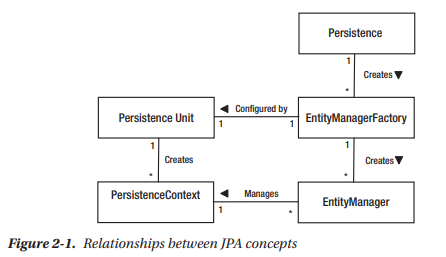 Persistence
1
Creates ▼
*
Persistence Unit
◀ Configured by
1
1
EntityManagerFactory
1
Creates
*
1
Creates ▼
*
PersistenceContext
◀ Manages
1
*
EntityManager
Figure 2-1. Relationships between JPA concepts